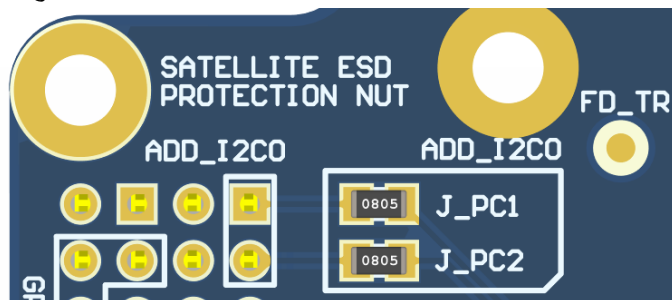 SATELLITE ESD
PROTECTION NUT
FD_TR
ADD_I2C0
ADD_I2C0
0805
J_PC1
0805
J_PC2